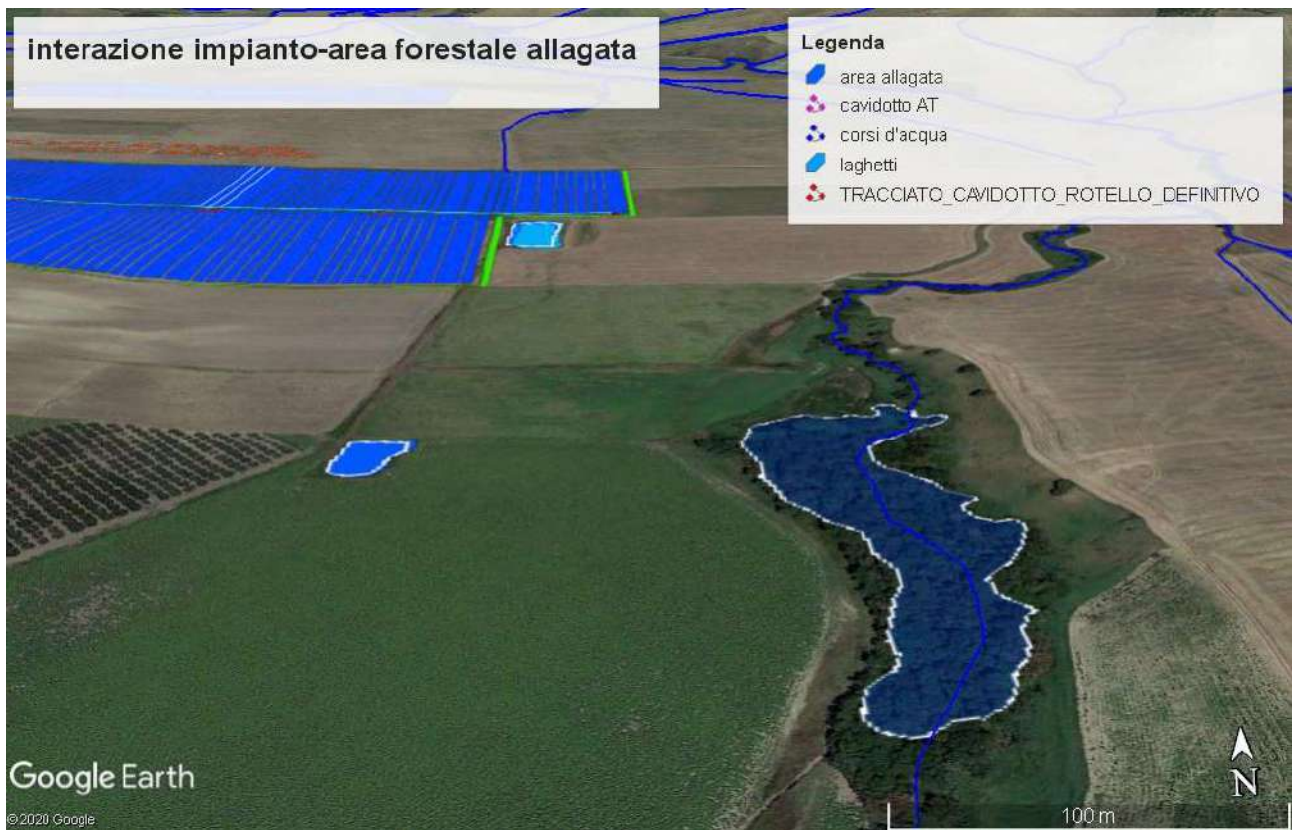 interazione impianto-area forestale allagata
Legenda
area allagata
cavidotto AT
corsi d'acqua
laghetti
TRACCIATO_CAVIDOTTO_ROTELLO_DEFINITIVO
Google Earth
N
©2020 Google
100 m